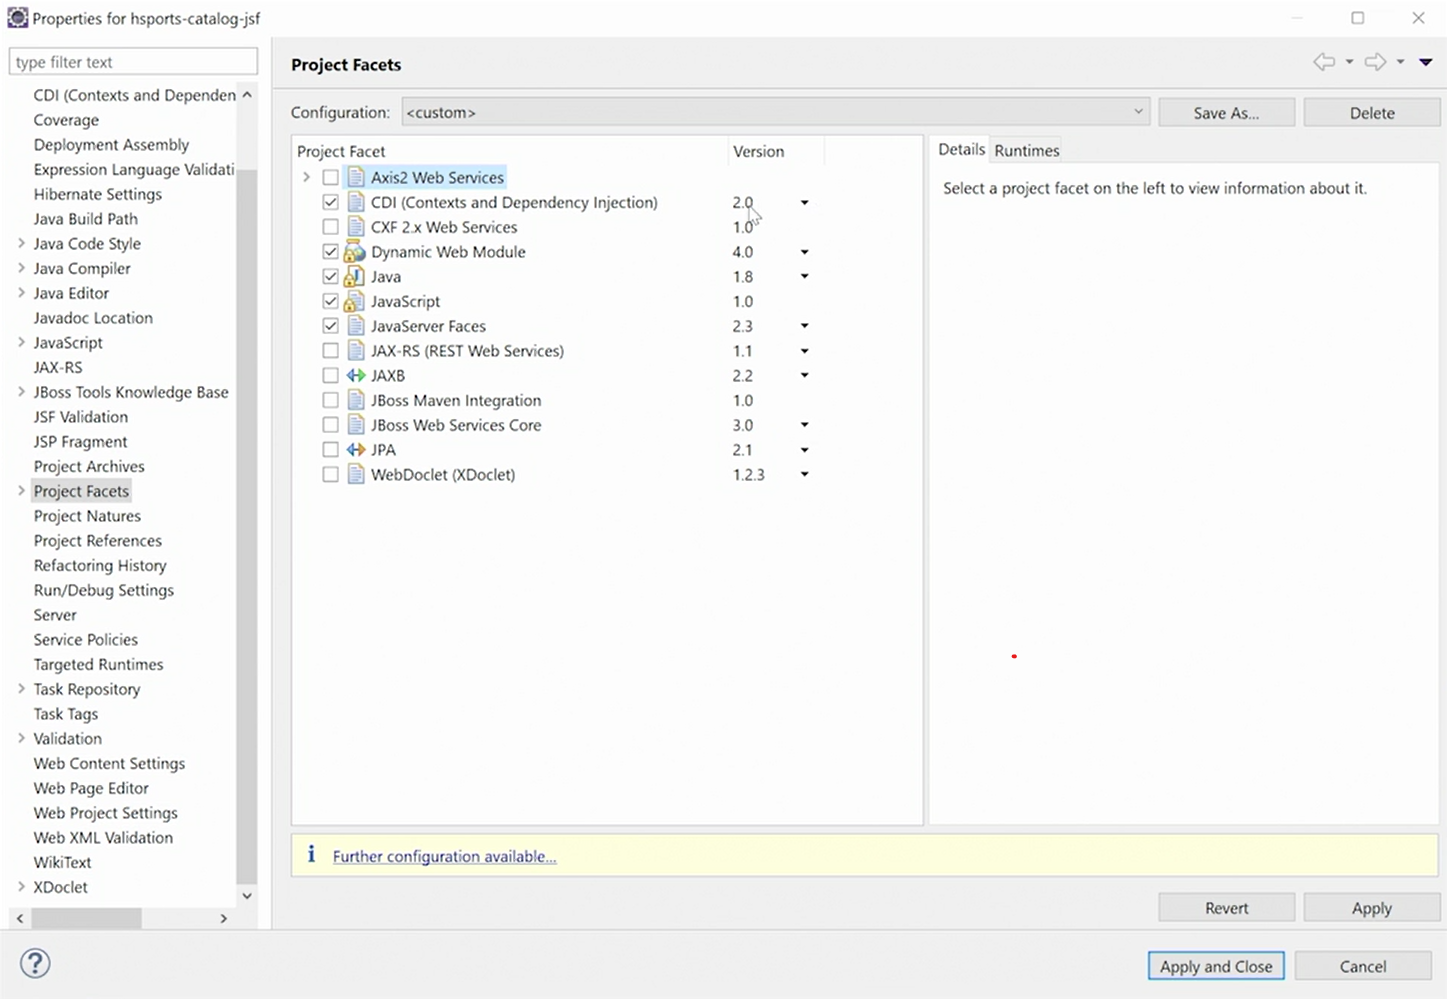 Properties for hsports-catalog-jsf
type filter text
CDI (Contexts and Dependen
Coverage
Deployment Assembly
Expression Language Validati
Hibernate Settings
Java Build Path
Java Code Style
Java Compiler
Java Editor
Javadoc Location
JavaScript
JAX-RS
JBoss Tools Knowledge Base
JSF Validation
JSP Fragment
Project Archives
Project Facets
Project Natures
Project References
Refactoring History
Run/Debug Settings
Server
Service Policies
Targeted Runtimes
Task Repository
Task Tags
Validation
Web Content Settings
Web Page Editor
Web Project Settings
Web XML Validation
WikiText
XDoclet
Project Facets
Configuration: <custom> Save As... Delete
Project Facet Version
Axis2 Web Services
CDI (Contexts and Dependency Injection) 2.0
CXF 2.x Web Services 1.0
Dynamic Web Module 4.0
Java 1.8
JavaScript 1.0
JavaServer Faces 2.3
JAX-RS (REST Web Services) 1.1
JAXB 2.2
JBoss Maven Integration 1.0
JBoss Web Services Core 3.0
JPA 2.1
WebDoclet (XDoclet) 1.2.3
Details Runtimes
Select a project facet on the left to view information about it.
Further configuration available...
Revert Apply
Apply and Close Cancel